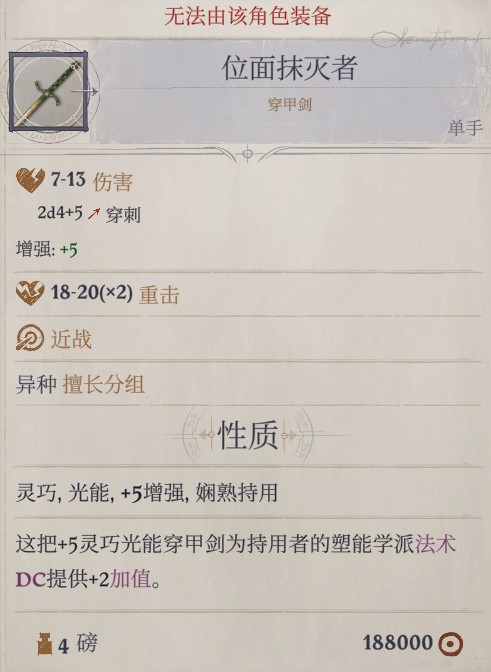 无法由该角色装备
位面抹灭者
穿甲剑
单手
7-13 伤害
2d4+5 穿刺
增强: +5
18-20(×2) 重击
近战
异种 擅长分组
性质
灵巧, 光能, +5增强, 娴熟持用
这把+5灵巧光能穿甲剑为持用者的塑能学派法术
DC提供+2加值。
4 磅
188000